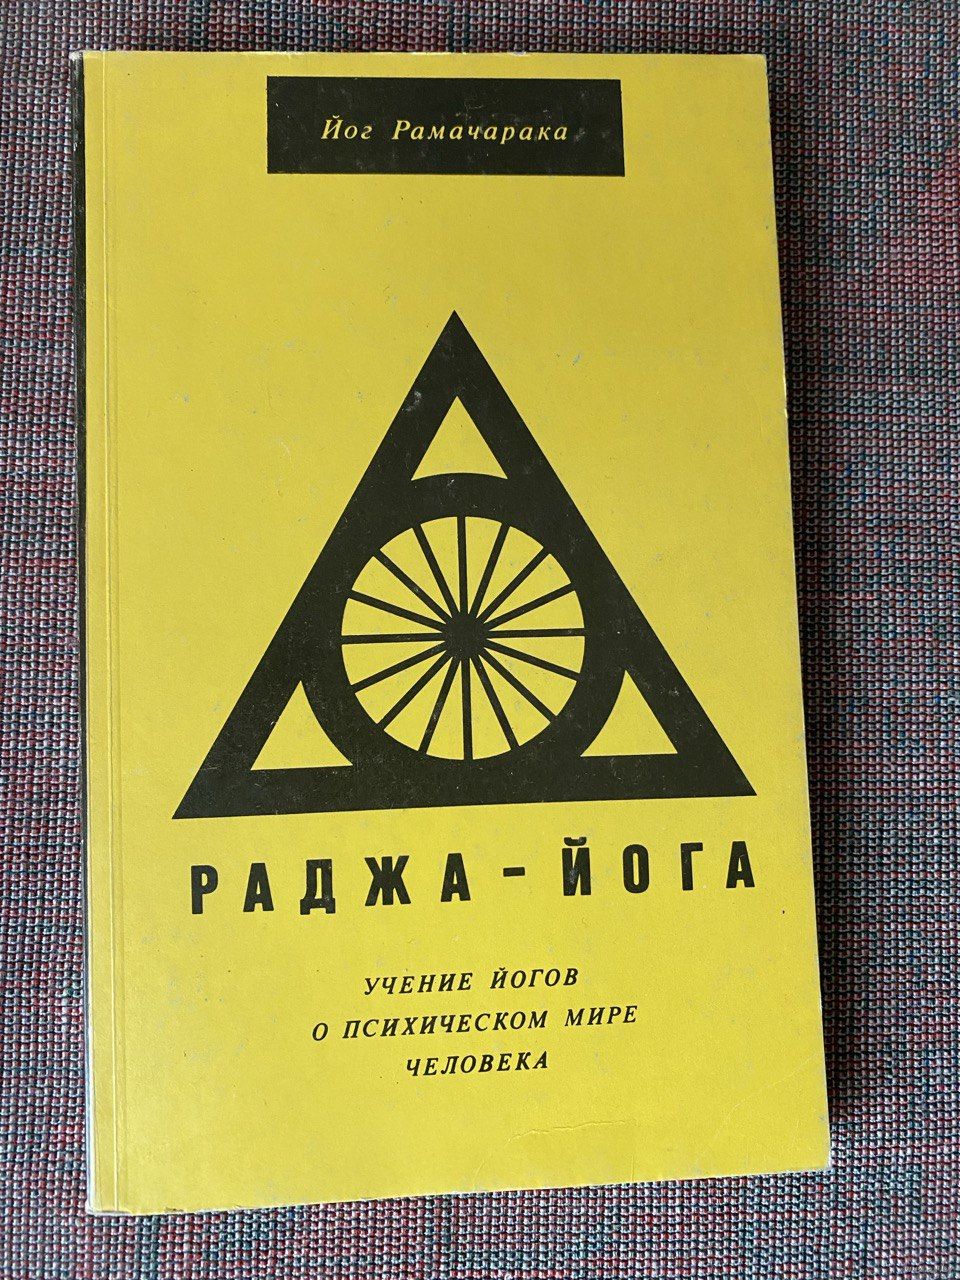 Йог Рамачарака
РАДЖА-ЙОГА
УЧЕНИЕ ЙОГОВ
О ПСИХИЧЕСКОМ МИРЕ
ЧЕЛОВЕКА